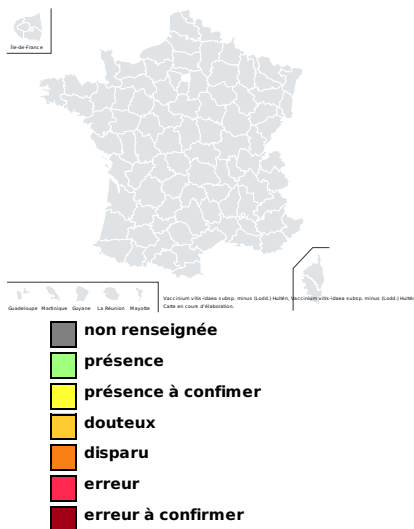 Île-de-France
Vaccinium vitis-idaea subsp. minus (Lodd.) Hultén, Vaccinium vitis-idaea subsp. minus (Lodd.) Hultén
Carte en cours d'élaboration.
Guadeloupe Martinique Guyane La Réunion Mayotte
non renseignée
présence
présence à confimer
douteux
disparu
erreur
erreur à confirmer